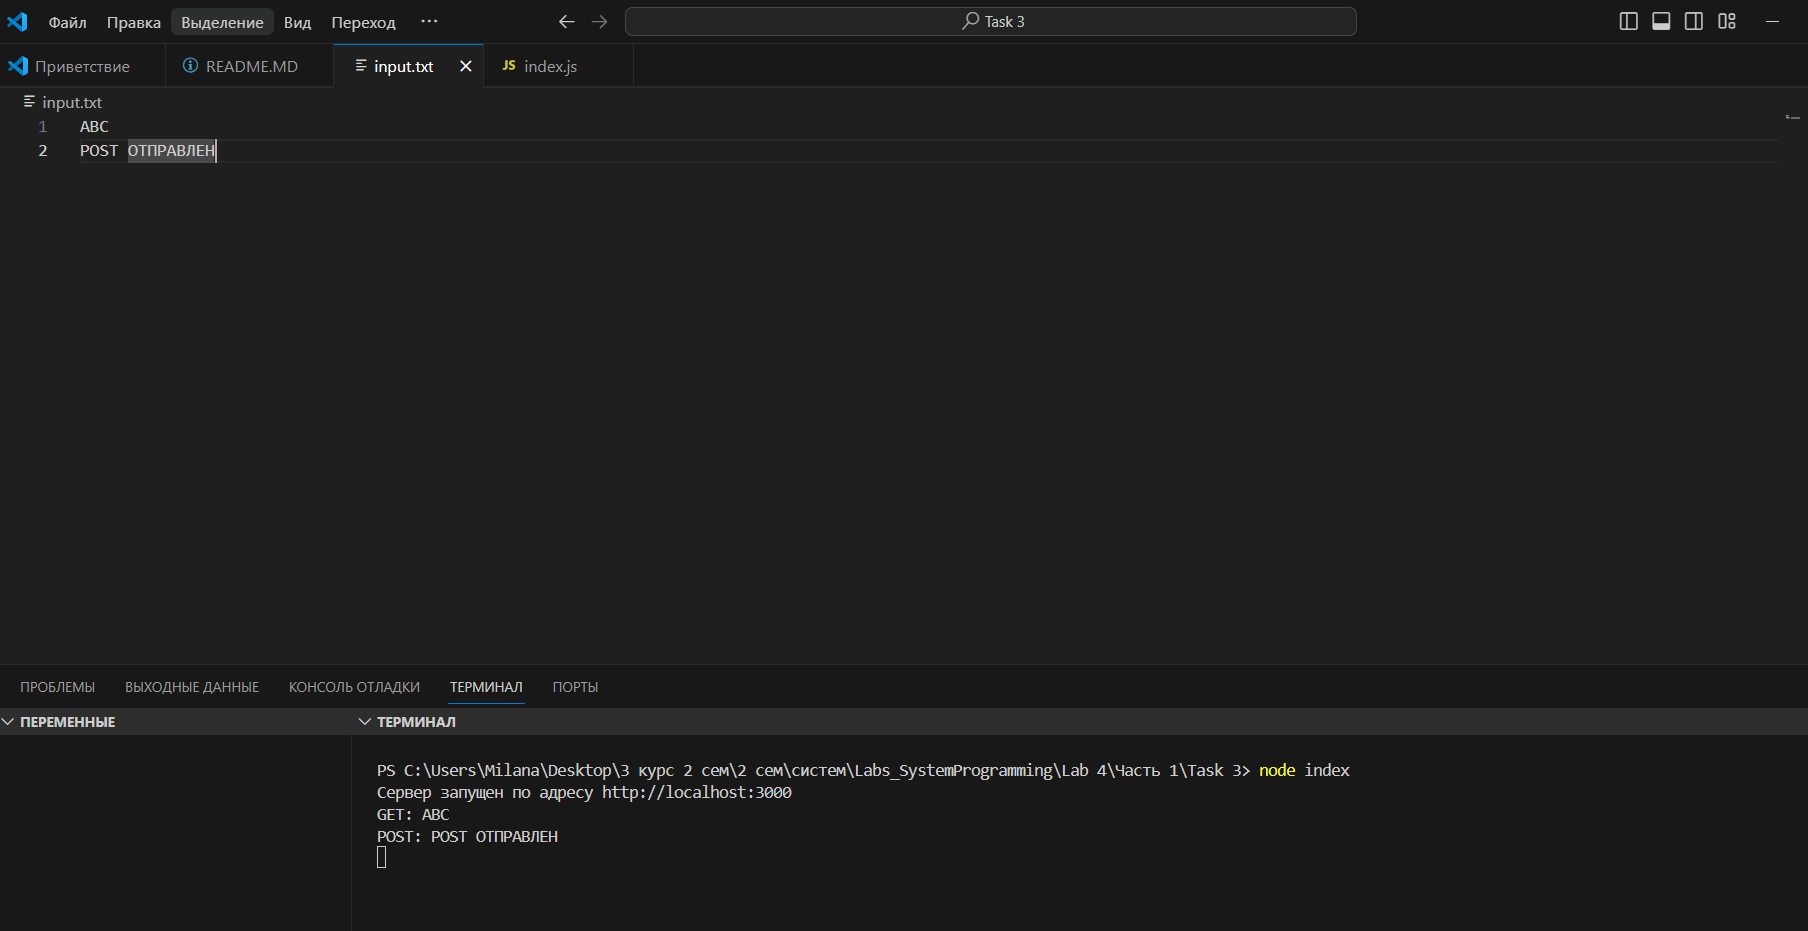 Файл Правка Выделение Вид Переход ··· Task 3
Приветствие README.MD input.txt JS index.js
input.txt
1 ABC
2 POST ОТПРАВЛЕН
ПРОБЛЕМЫ ВЫХОДНЫЕ ДАННЫЕ КОНСОЛЬ ОТЛАДКИ ТЕРМИНАЛ ПОРТЫ
ПЕРЕМЕННЫЕ ТЕРМИНАЛ
PS C:\Users\Milana\Desktop\3 курс 2 сем\2 сем\систем\Labs_SystemProgramming\Lab 4\Часть 1\Task 3> node index
Сервер запущен по адресу http://localhost:3000
GET: ABC
POST: POST ОТПРАВЛЕН